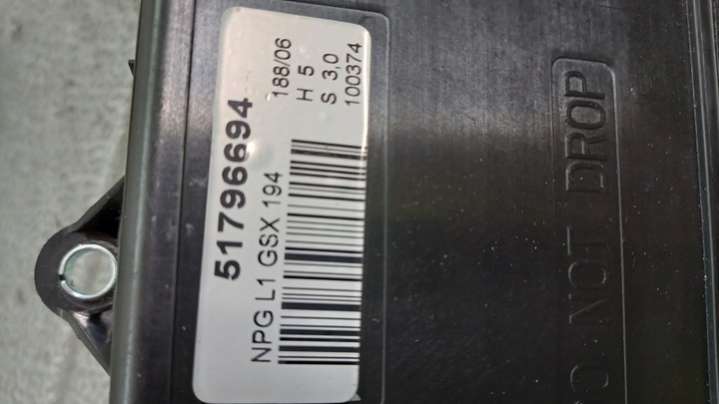 51796694
188/06
H 5
S 3,0
100374
NPG L1 GSX 194
DO NOT DROP